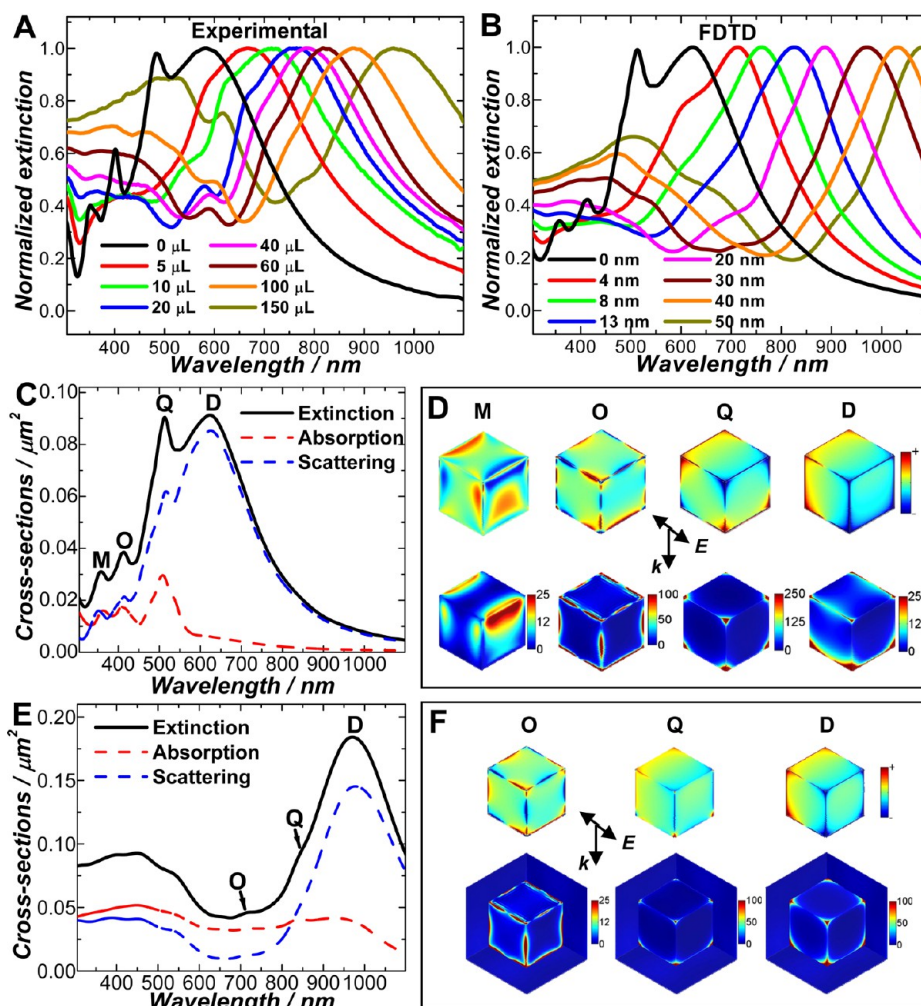 A
Experimental
Normalized extinction
1.0
0.8
0.6
0.4
0.2
0.0
0 μL
5 μL
10 μL
20 μL
40 μL
60 μL
100 μL
150 μL
400 500 600 700 800 900 1000
Wavelength / nm
B
FDTD
Normalized extinction
1.0
0.8
0.6
0.4
0.2
0.0
0 nm
4 nm
8 nm
13 nm
20 nm
30 nm
40 nm
50 nm
400 500 600 700 800 900 1000
Wavelength / nm
C
Cross-sections / μm²
0.10
0.08
0.06
0.04
0.02
0.00
M
O
Q
D
Extinction
Absorption
Scattering
400 500 600 700 800 900 1000
Wavelength / nm
D
M O Q D
+
-
E
k
25
12
0
100
50
0
250
125
0
25
12
0
E
Cross-sections / μm²
0.20
0.15
0.10
0.05
0.00
Extinction
Absorption
Scattering
O
Q
D
400 500 600 700 800 900 1000
Wavelength / nm
F
O Q D
+
-
E
k
25
12
0
100
50
0
100
50
0